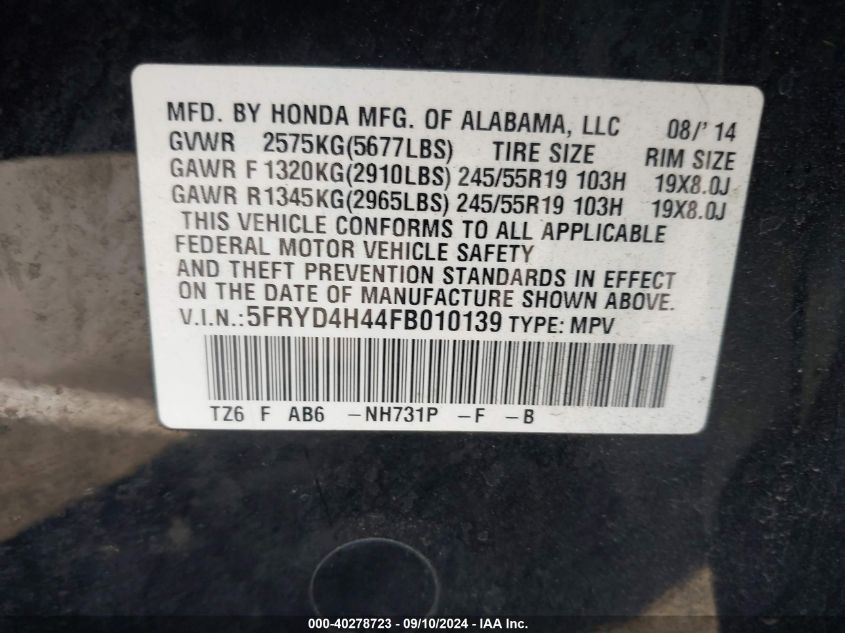 MFD. BY HONDA MFG. OF ALABAMA, LLC 08/' 14
GVWR 2575KG(5677LBS) TIRE SIZE RIM SIZE
GAWR F 1320KG(2910LBS) 245/55R19 103H 19X8.0J
GAWR R1345KG(2965LBS) 245/55R19 103H 19X8.0J
THIS VEHICLE CONFORMS TO ALL APPLICABLE
FEDERAL MOTOR VEHICLE SAFETY
AND THEFT PREVENTION STANDARDS IN EFFECT
ON THE DATE OF MANUFACTURE SHOWN ABOVE.
V.I.N.:5FRYD4H44FB010139 TYPE: MPV
TZ6 F AB6 -NH731P -F -B
000-40278723 - 09/10/2024 - IAA Inc.